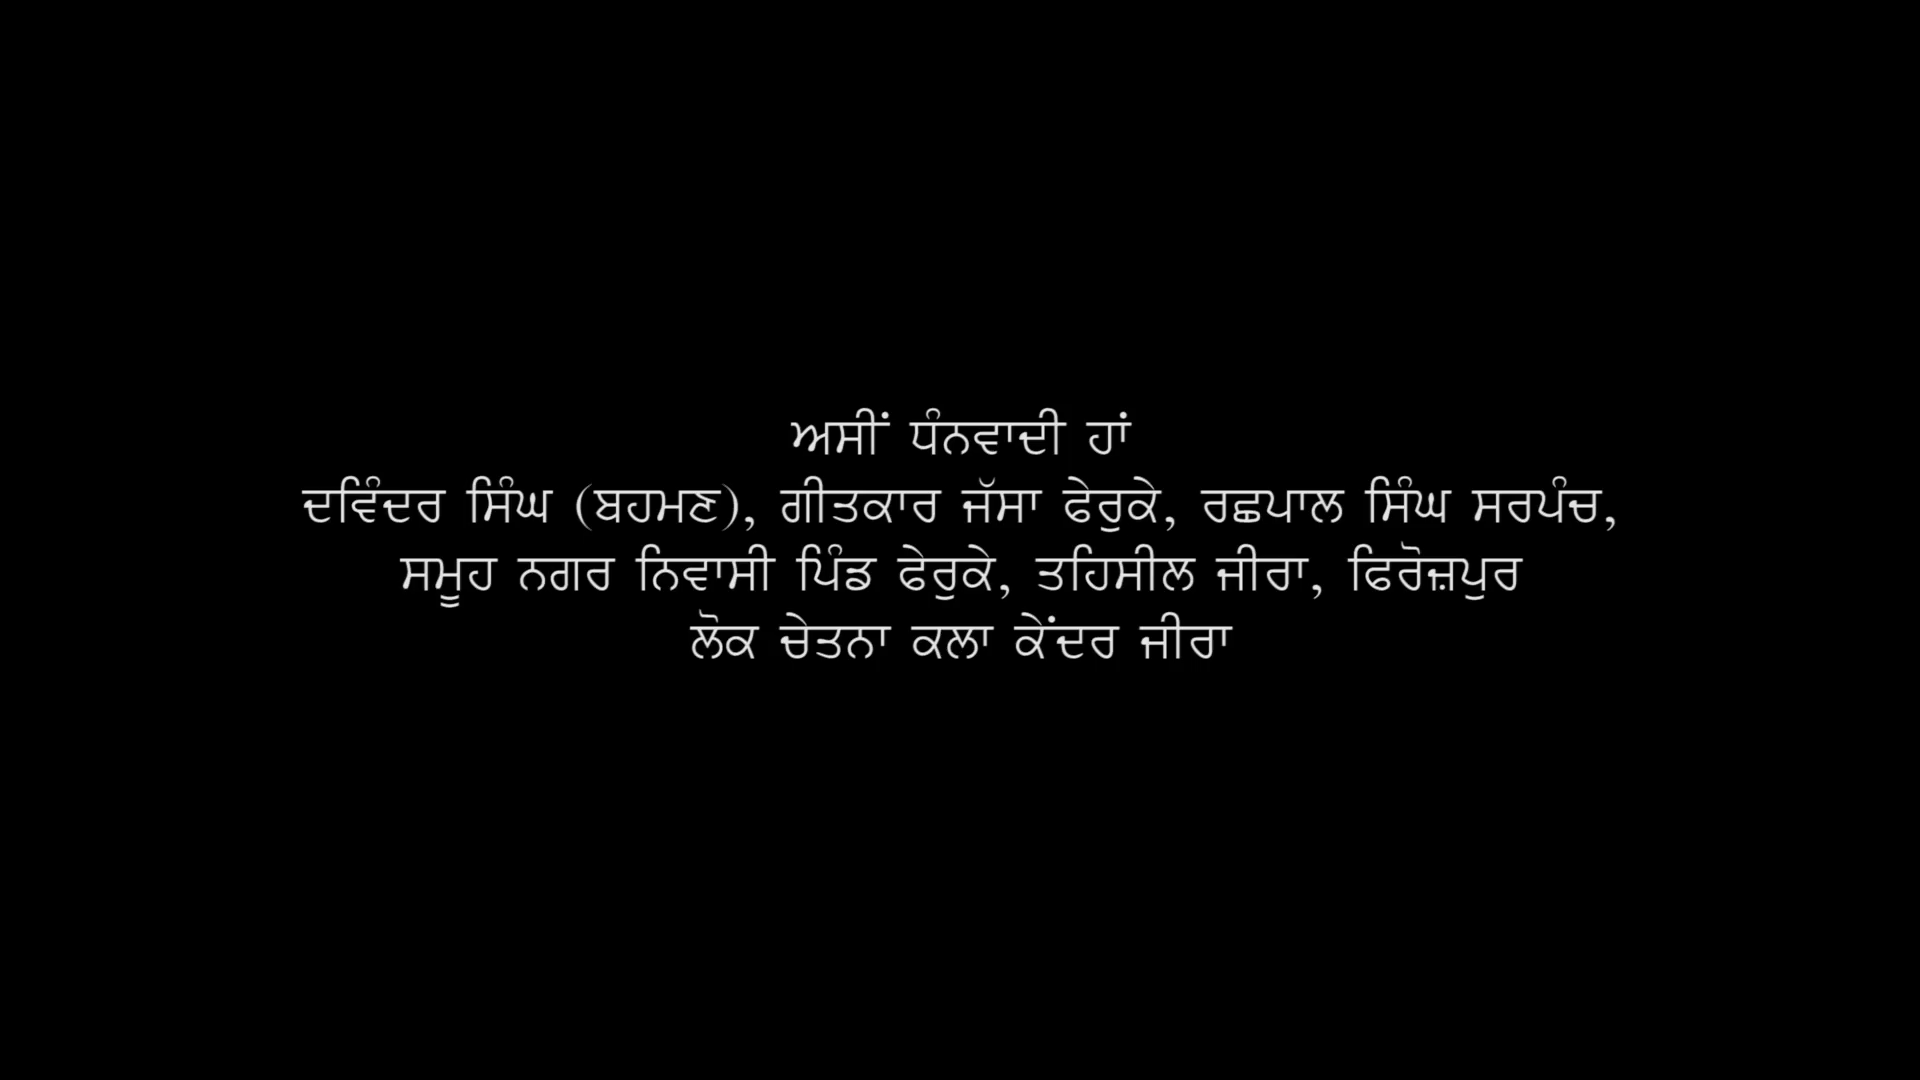 ਅਸੀਂ ਧੰਨਵਾਦੀ ਹਾਂ
ਦਵਿੰਦਰ ਸਿੰਘ (ਬਹਮਣ), ਗੀਤਕਾਰ ਜੱਸਾ ਫੇਰੁਕੇ, ਰਛਪਾਲ ਸਿੰਘ ਸਰਪੰਚ,
ਸਮੂਹ ਨਗਰ ਨਿਵਾਸੀ ਪਿੰਡ ਫੇਰੁਕੇ, ਤਹਿਸੀਲ ਜੀਰਾ, ਫਿਰੋਜ਼ਪੁਰ
ਲੋਕ ਚੇਤਨਾ ਕਲਾ ਕੇਂਦਰ ਜੀਰਾ